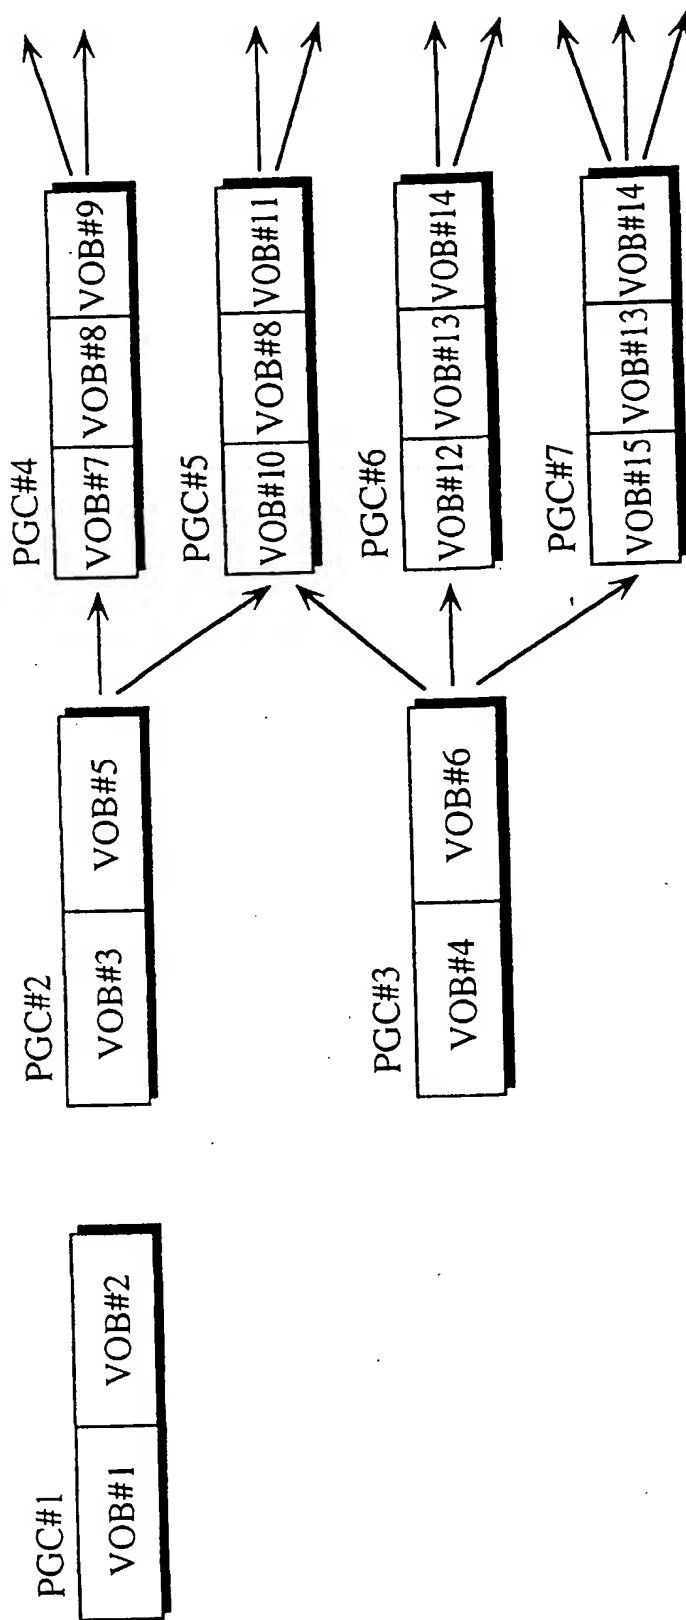 PGC#1
VOB#1 VOB#2
PGC#2
VOB#3 VOB#5
PGC#3
VOB#4 VOB#6
PGC#4
VOB#7 VOB#8 VOB#9
PGC#5
VOB#10 VOB#8 VOB#11
PGC#6
VOB#12 VOB#13 VOB#14
PGC#7
VOB#15 VOB#13 VOB#14